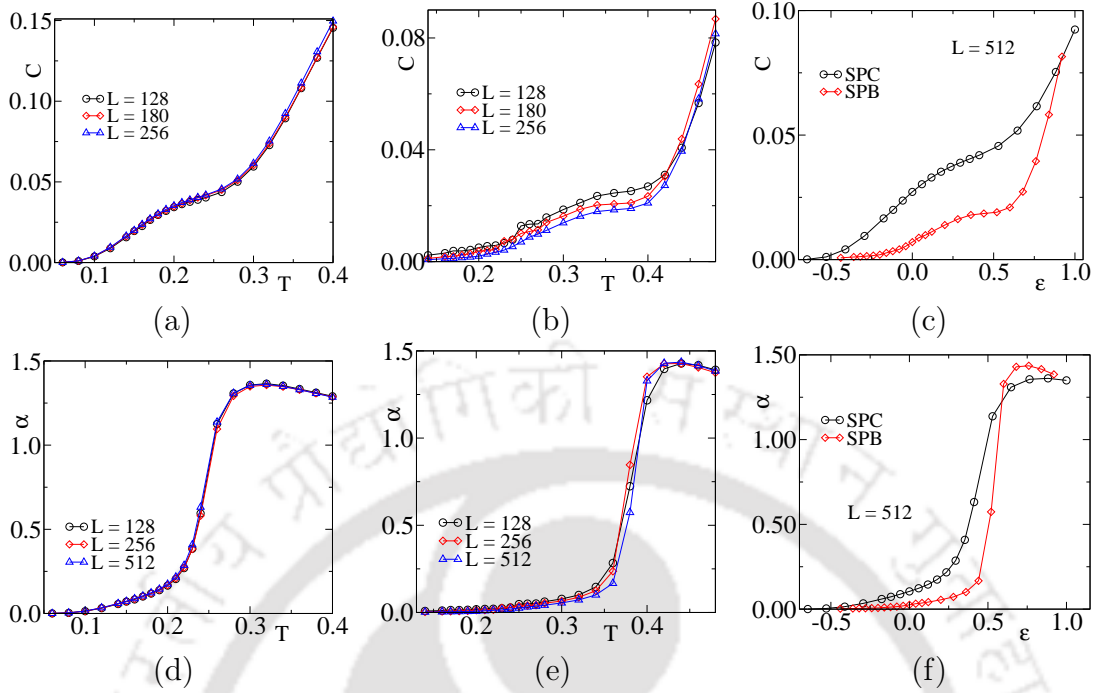 0.15
0.10
0.05
0.00
C
L = 128
L = 180
L = 256
0.1
0.2
0.3
0.4
T
(a)
0.08
0.04
0.00
C
L = 128
L = 180
L = 256
0.2
0.3
0.4
T
(b)
0.10
0.05
0.00
C
L = 512
SPC
SPB
-0.5
0.0
0.5
1.0
ε
(c)
1.5
1.0
0.5
0.0
α
L = 128
L = 256
L = 512
0.1
0.2
0.3
0.4
T
(d)
1.5
1.0
0.5
0.0
α
L = 128
L = 256
L = 512
0.2
0.3
0.4
T
(e)
1.50
1.00
0.50
0.00
α
SPC
SPB
L = 512
-0.5
0.0
0.5
1.0
ε
(f)